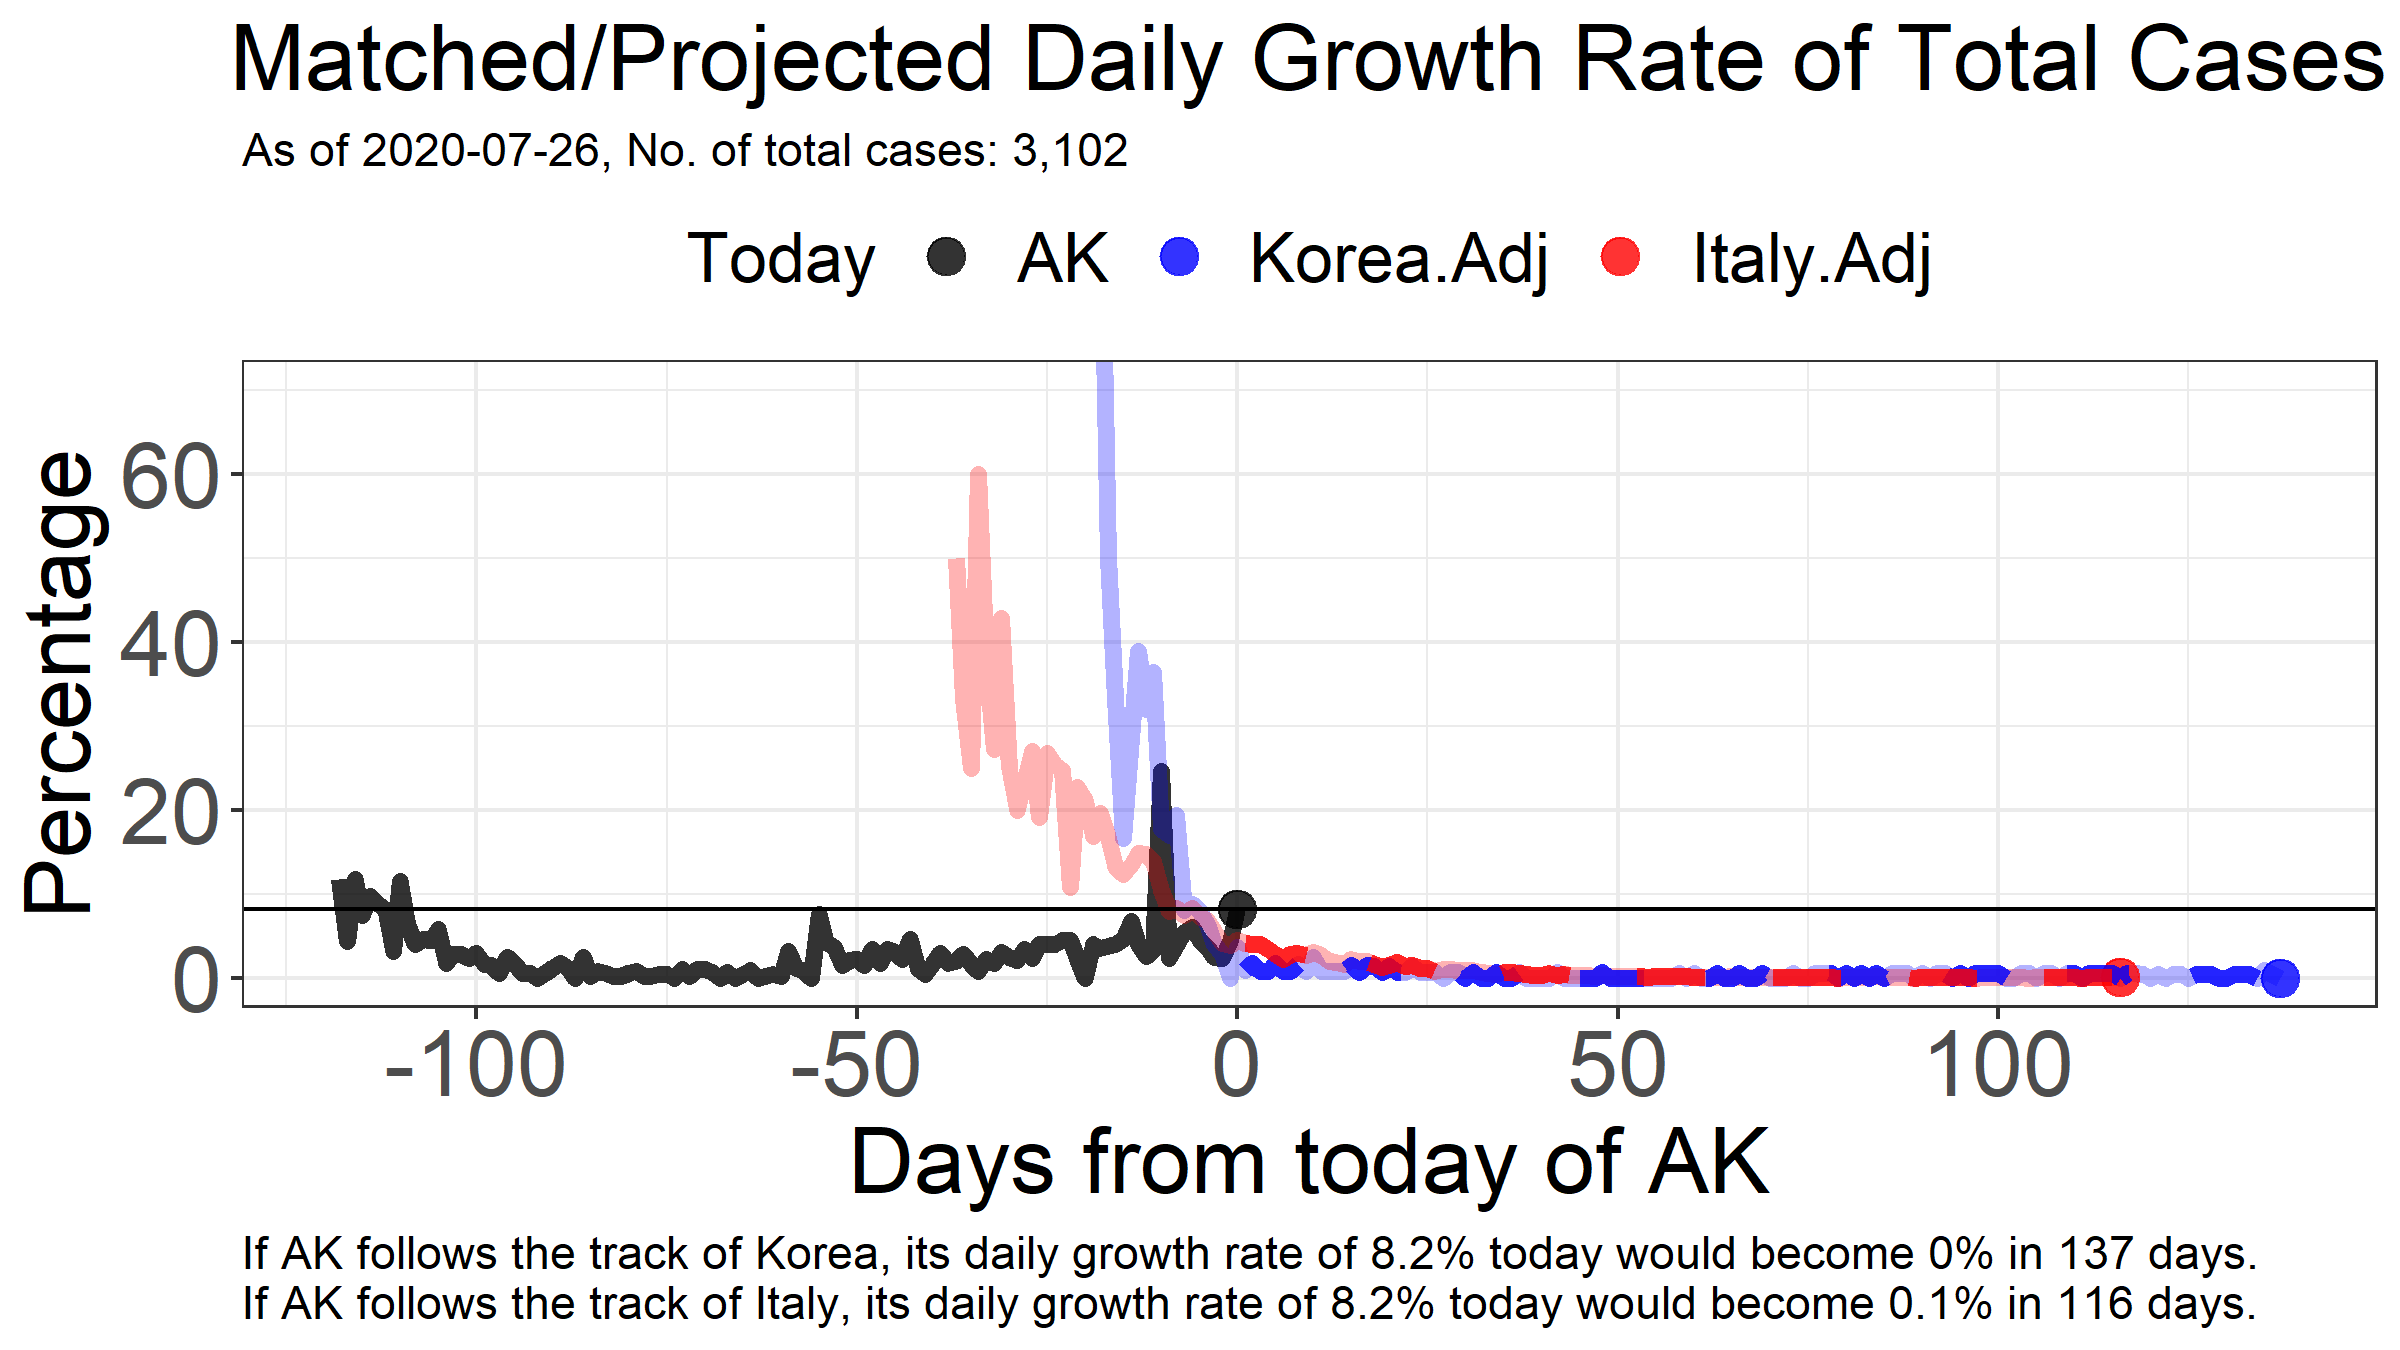 Matched/Projected Daily Growth Rate of Total Cases
As of 2020-07-26, No. of total cases: 3,102
Today AK Korea.Adj Italy.Adj
Percentage
60
40
20
0
-100 -50 0 50 100
Days from today of AK
If AK follows the track of Korea, its daily growth rate of 8.2% today would become 0% in 137 days.
If AK follows the track of Italy, its daily growth rate of 8.2% today would become 0.1% in 116 days.